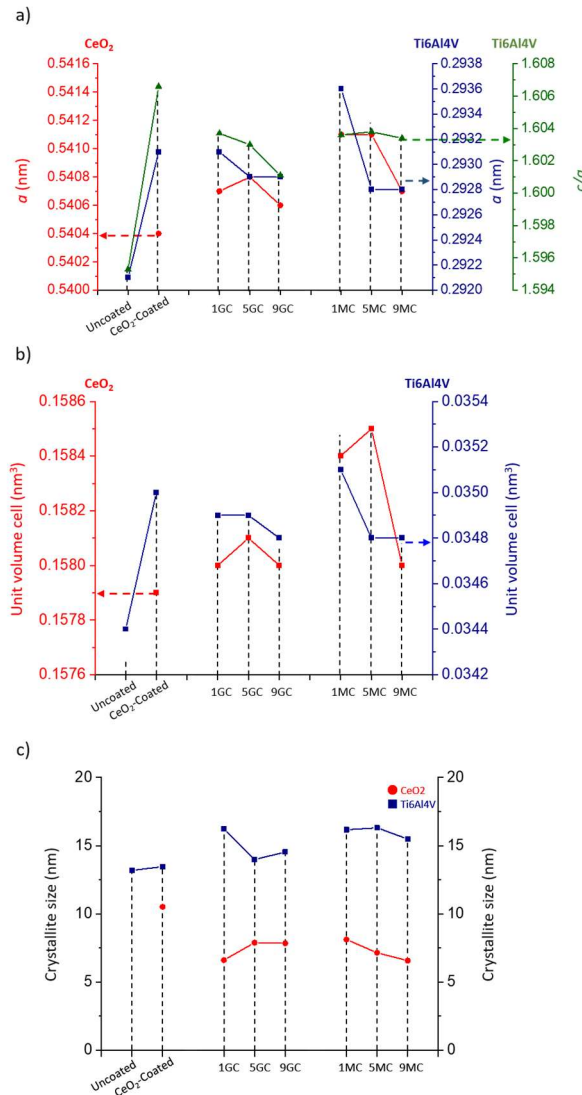 a)
CeO₂
Ti6Al4V
Ti6Al4V
0.5416
0.5414
0.5412
0.5410
0.5408
0.5406
0.5404
0.5402
0.5400
a (nm)
0.2938
0.2936
0.2934
0.2932
0.2930
0.2928
0.2926
0.2924
0.2922
0.2920
a (nm)
1.608
1.606
1.604
1.602
1.600
1.598
1.596
1.594
c/a
Uncoated
CeO₂-Coated
1GC
5GC
9GC
1MC
5MC
9MC
b)
CeO₂
Ti6Al4V
0.1586
0.1584
0.1582
0.1580
0.1578
0.1576
Unit volume cell (nm³)
0.0354
0.0352
0.0350
0.0348
0.0346
0.0344
0.0342
Unit volume cell (nm³)
Uncoated
CeO₂-Coated
1GC
5GC
9GC
1MC
5MC
9MC
c)
20
15
10
5
0
Crystallite size (nm)
CeO2
Ti6Al4V
20
15
10
5
0
Crystallite size (nm)
Uncoated
CeO₂-Coated
1GC
5GC
9GC
1MC
5MC
9MC